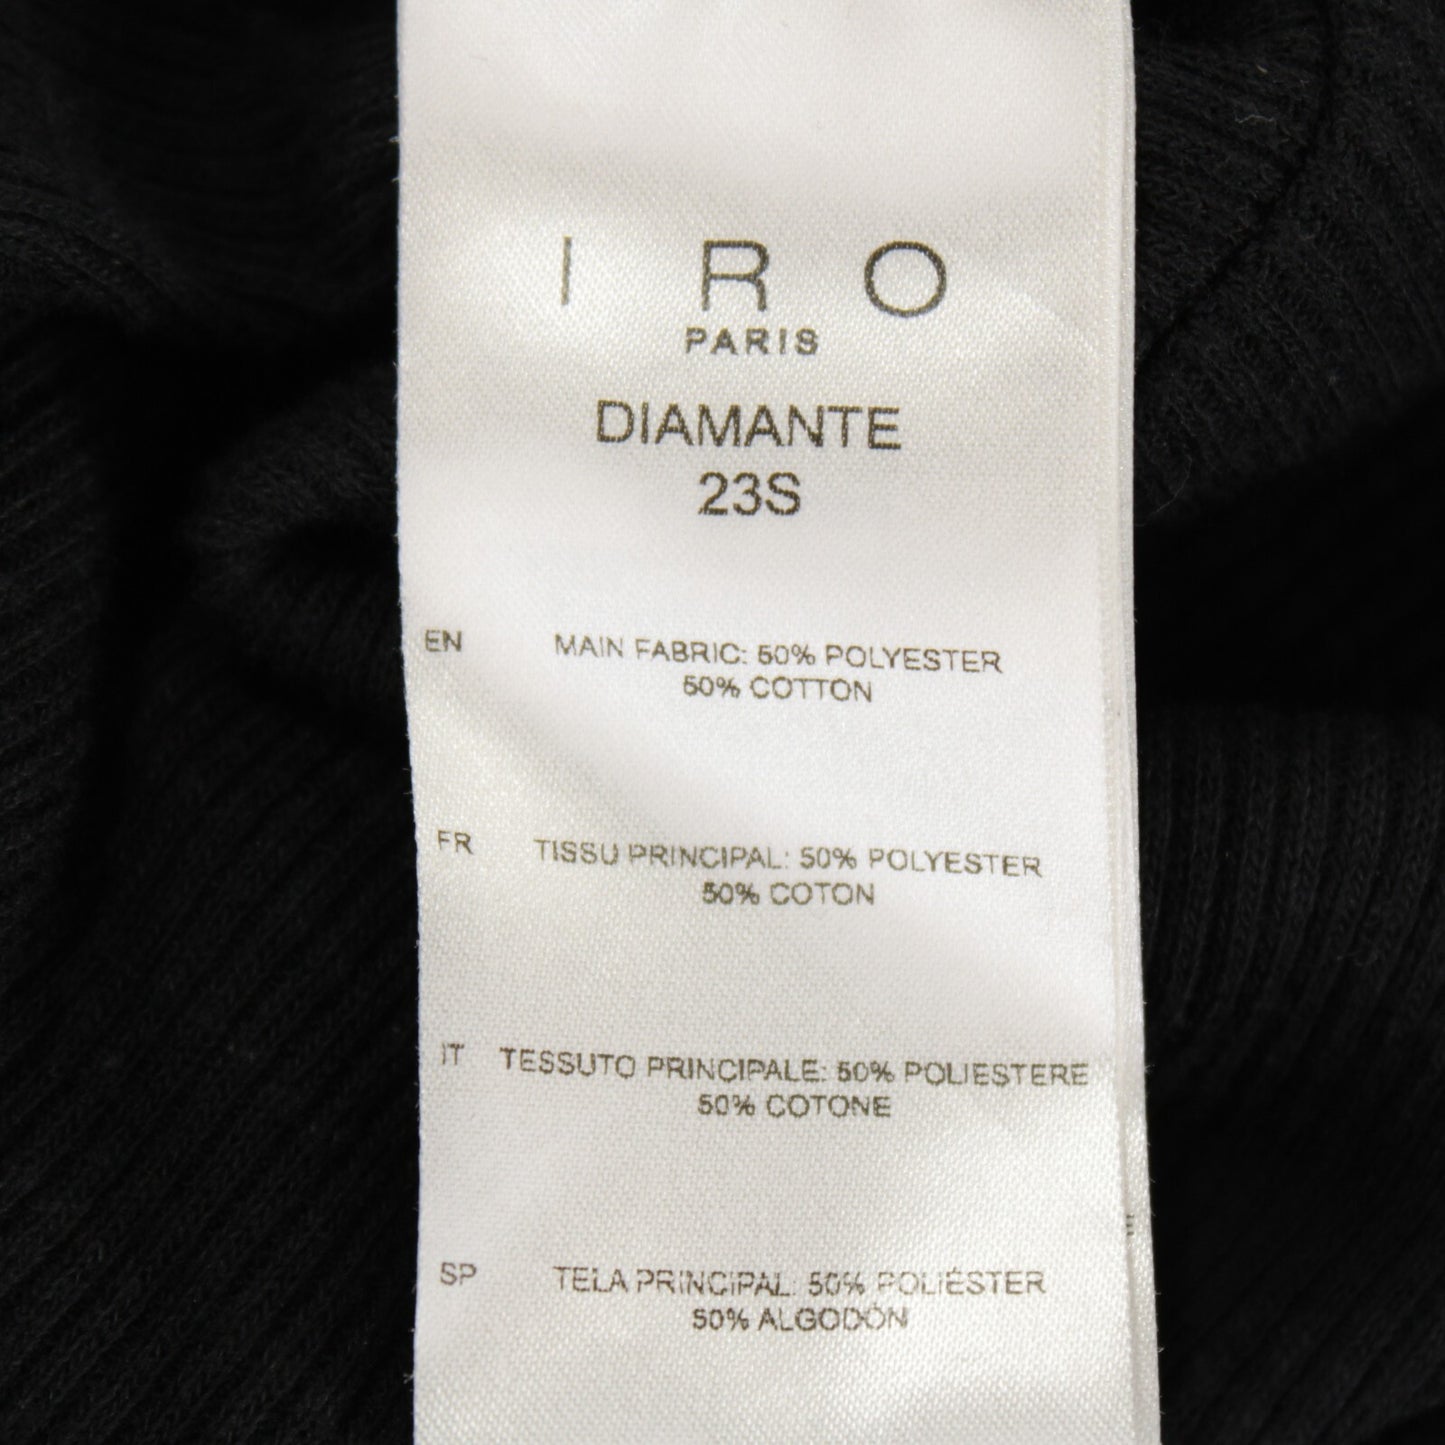 IRO
PARIS
DIAMANTE
23S
EN MAIN FABRIC: 50% POLYESTER
50% COTTON
FR TISSU PRINCIPAL: 50% POLYESTER
50% COTON
IT TESSUTO PRINCIPALE: 50% POLIESTERE
50% COTONE
SP TELA PRINCIPAL: 50% POLIÉSTER
50% ALGODÓN